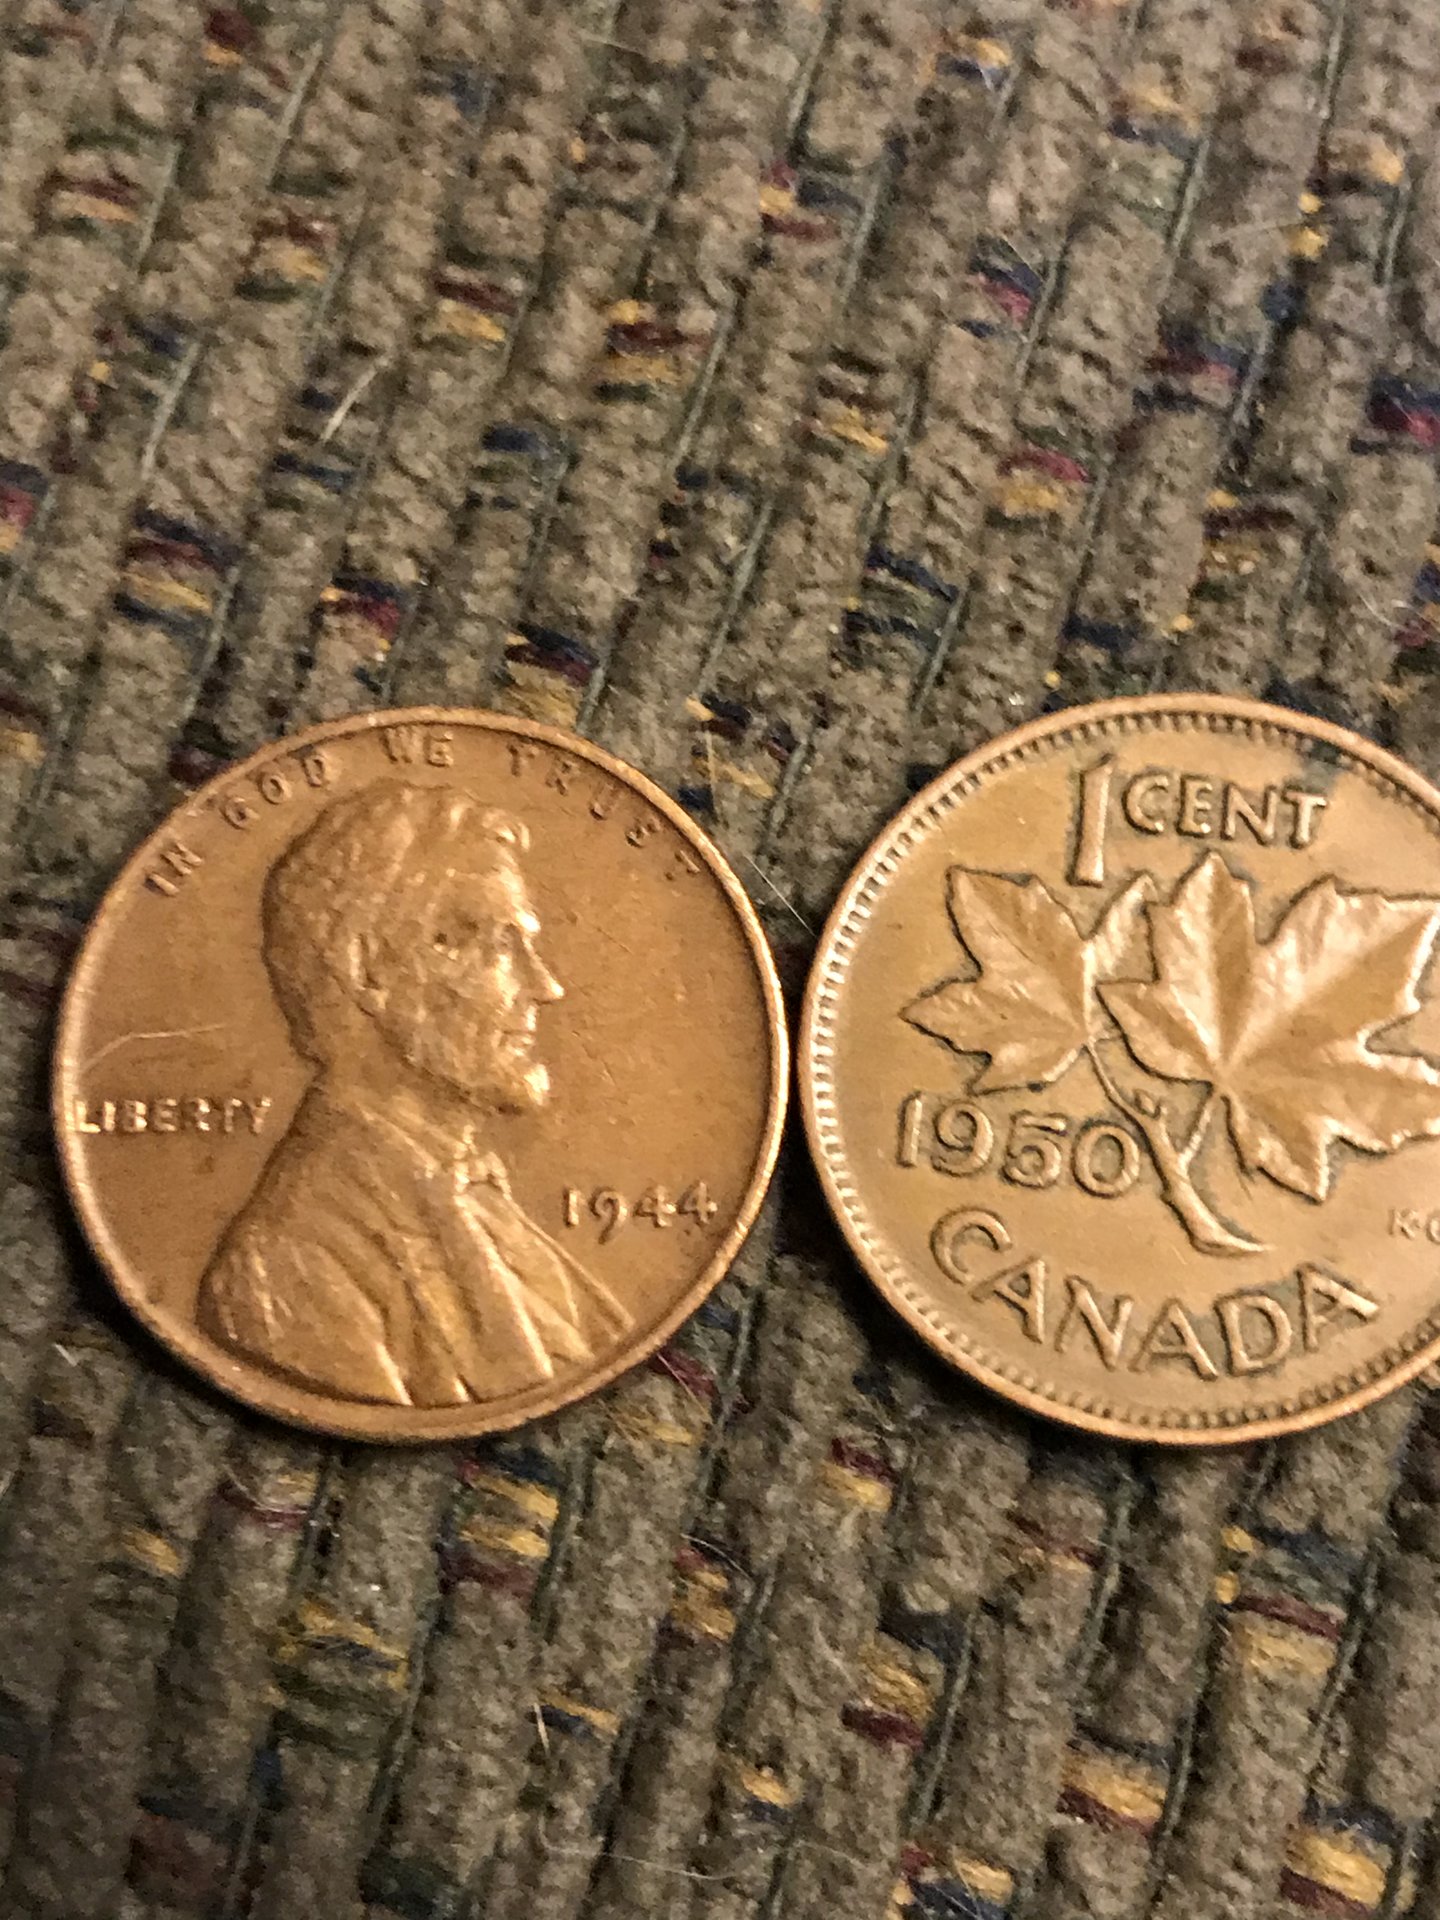 IN GOD WE TRUST
LIBERTY
1944
1 CENT
1950
CANADA